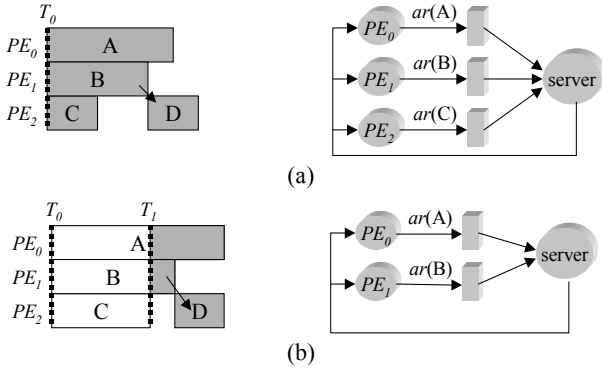 T0
PE0 A
PE1 B
PE2 C D
PE0 ar(A)
PE1 ar(B) server
PE2 ar(C)
(a)
T0 T1
PE0 A
PE1 B
PE2 C D
PE0 ar(A)
PE1 ar(B) server
(b)